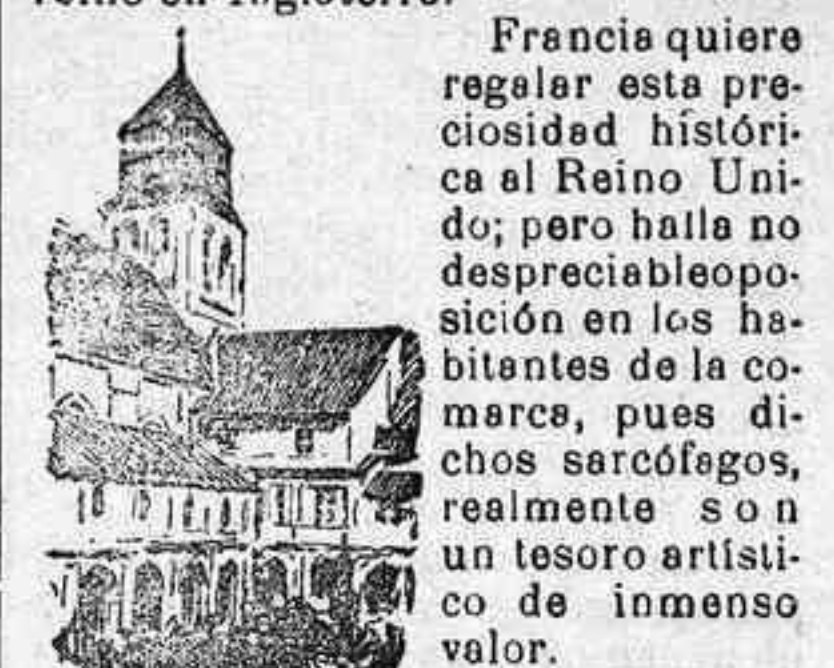 en Inglaterra.
Francia quiere
regalar esta pre-
ciosidad históri-
ca al Reino Uni-
do; pero halla no
despreciableopo-
sición en los ha-
bitantes de la co-
marca, pues di-
chos sarcófagos,
realmente son
un tesoro artísti-
co de inmenso
valor.